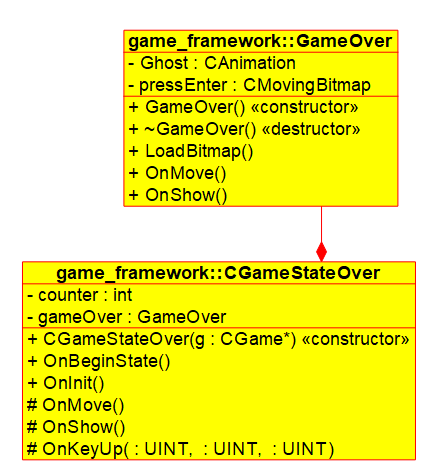 game_framework::GameOver
- Ghost : CAnimation
- pressEnter : CMovingBitmap
+ GameOver() «constructor»
+ ~GameOver() «destructor»
+ LoadBitmap()
+ OnMove()
+ OnShow()
game_framework::CGameStateOver
- counter : int
- gameOver : GameOver
+ CGameStateOver(g : CGame*) «constructor»
+ OnBeginState()
+ OnInit()
# OnMove()
# OnShow()
# OnKeyUp( : UINT,  : UINT,  : UINT)